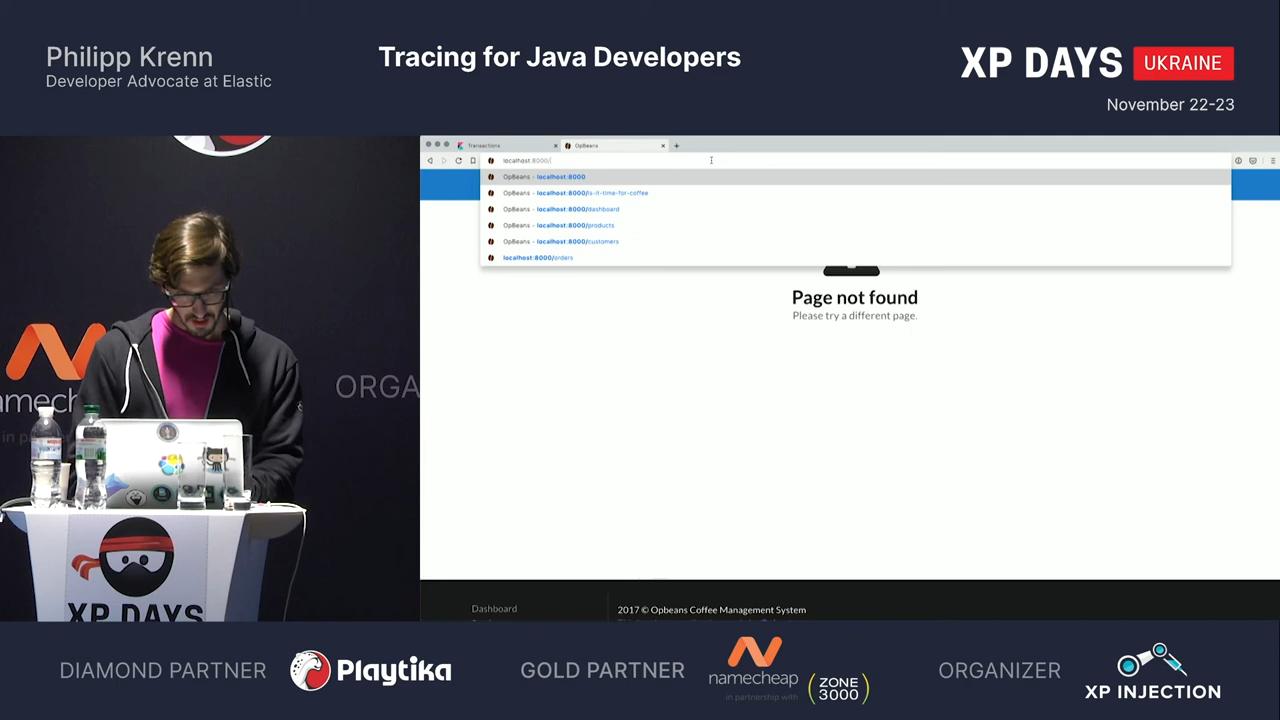 Philipp Krenn
Developer Advocate at Elastic
Tracing for Java Developers
XP DAYS UKRAINE
November 22-23
Transactions
OpBeans
localhost:8000/
OpBeans - localhost:8000
OpBeans - localhost:8000/is-it-time-for-coffee
OpBeans - localhost:8000/dashboard
OpBeans - localhost:8000/products
OpBeans - localhost:8000/customers
localhost:8000/orders
Page not found
Please try a different page.
ORGA
amech
in pa
XP DAYS
Dashboard
2017 © Opbeans Coffee Management System
DIAMOND PARTNER
Playtika
GOLD PARTNER
namecheap
in partnership with
ZONE
3000
ORGANIZER
XP INJECTION